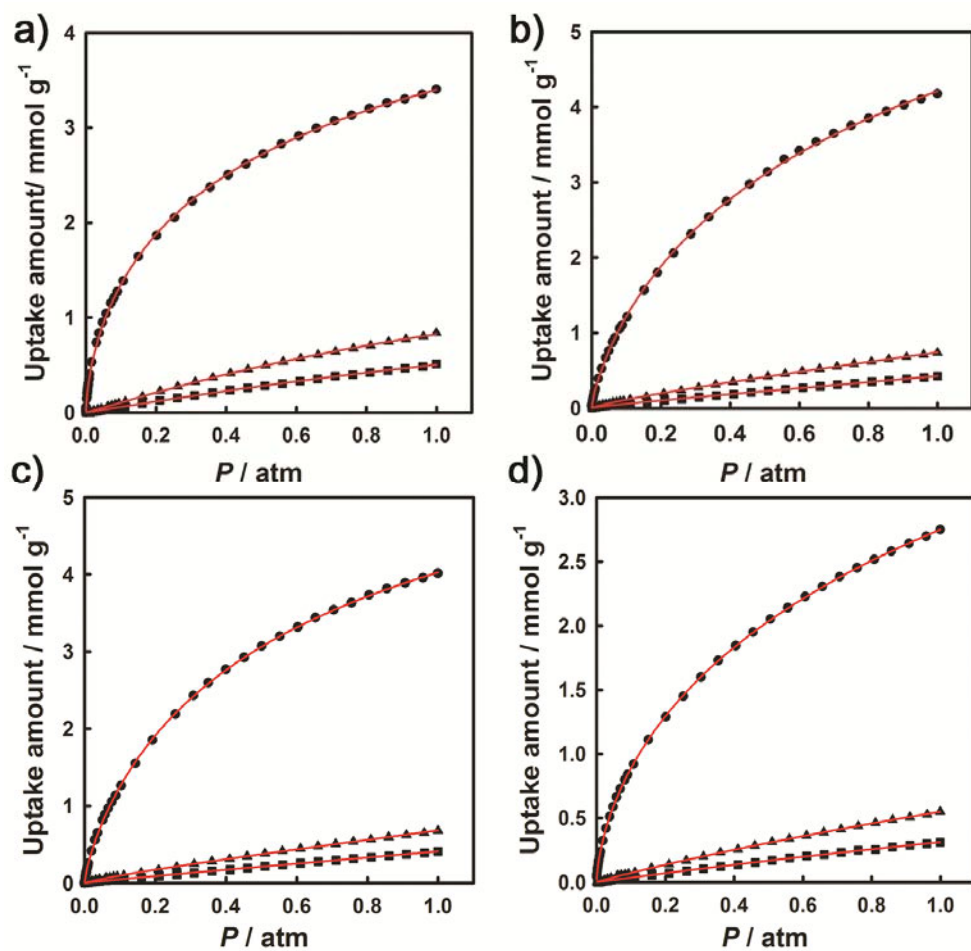 a)
4
3
2
1
0
0.0 0.2 0.4 0.6 0.8 1.0
Uptake amount/ mmol g⁻¹
P / atm
b)
5
4
3
2
1
0
0.0 0.2 0.4 0.6 0.8 1.0
Uptake amount / mmol g⁻¹
P / atm
c)
5
4
3
2
1
0
0.0 0.2 0.4 0.6 0.8 1.0
Uptake amount / mmol g⁻¹
P / atm
d)
3.0
2.5
2.0
1.5
1.0
0.5
0.0
0.0 0.2 0.4 0.6 0.8 1.0
Uptake amount / mmol g⁻¹
P / atm